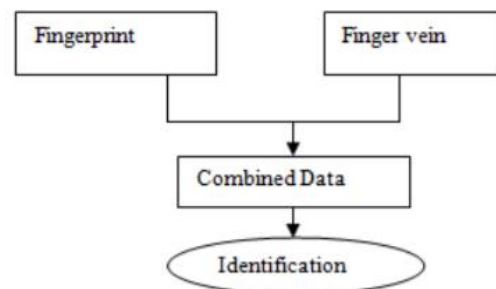 Fingerprint
Finger vein
Combined Data
Identification